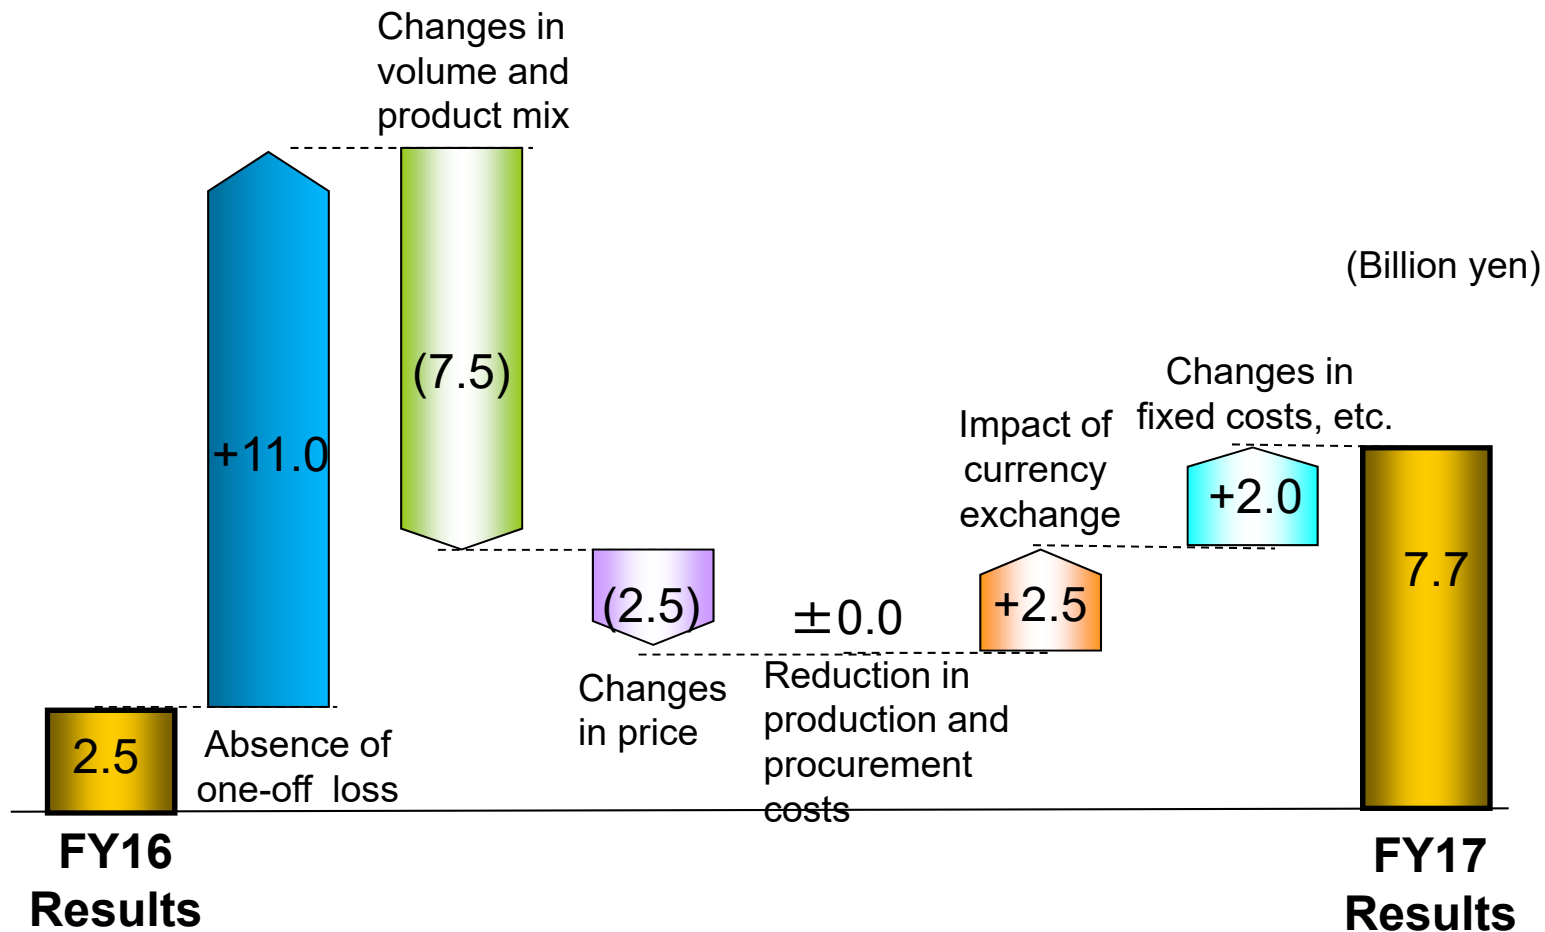 Changes in
volume and
product mix
(Billion yen)
(7.5)
Changes in
fixed costs, etc.
Impact of
currency
exchange
+11.0
+2.0
7.7
(2.5)
±0.0
+2.5
Changes
in price
Reduction in
production and
procurement
costs
2.5
Absence of
one-off loss
FY16
Results
FY17
Results